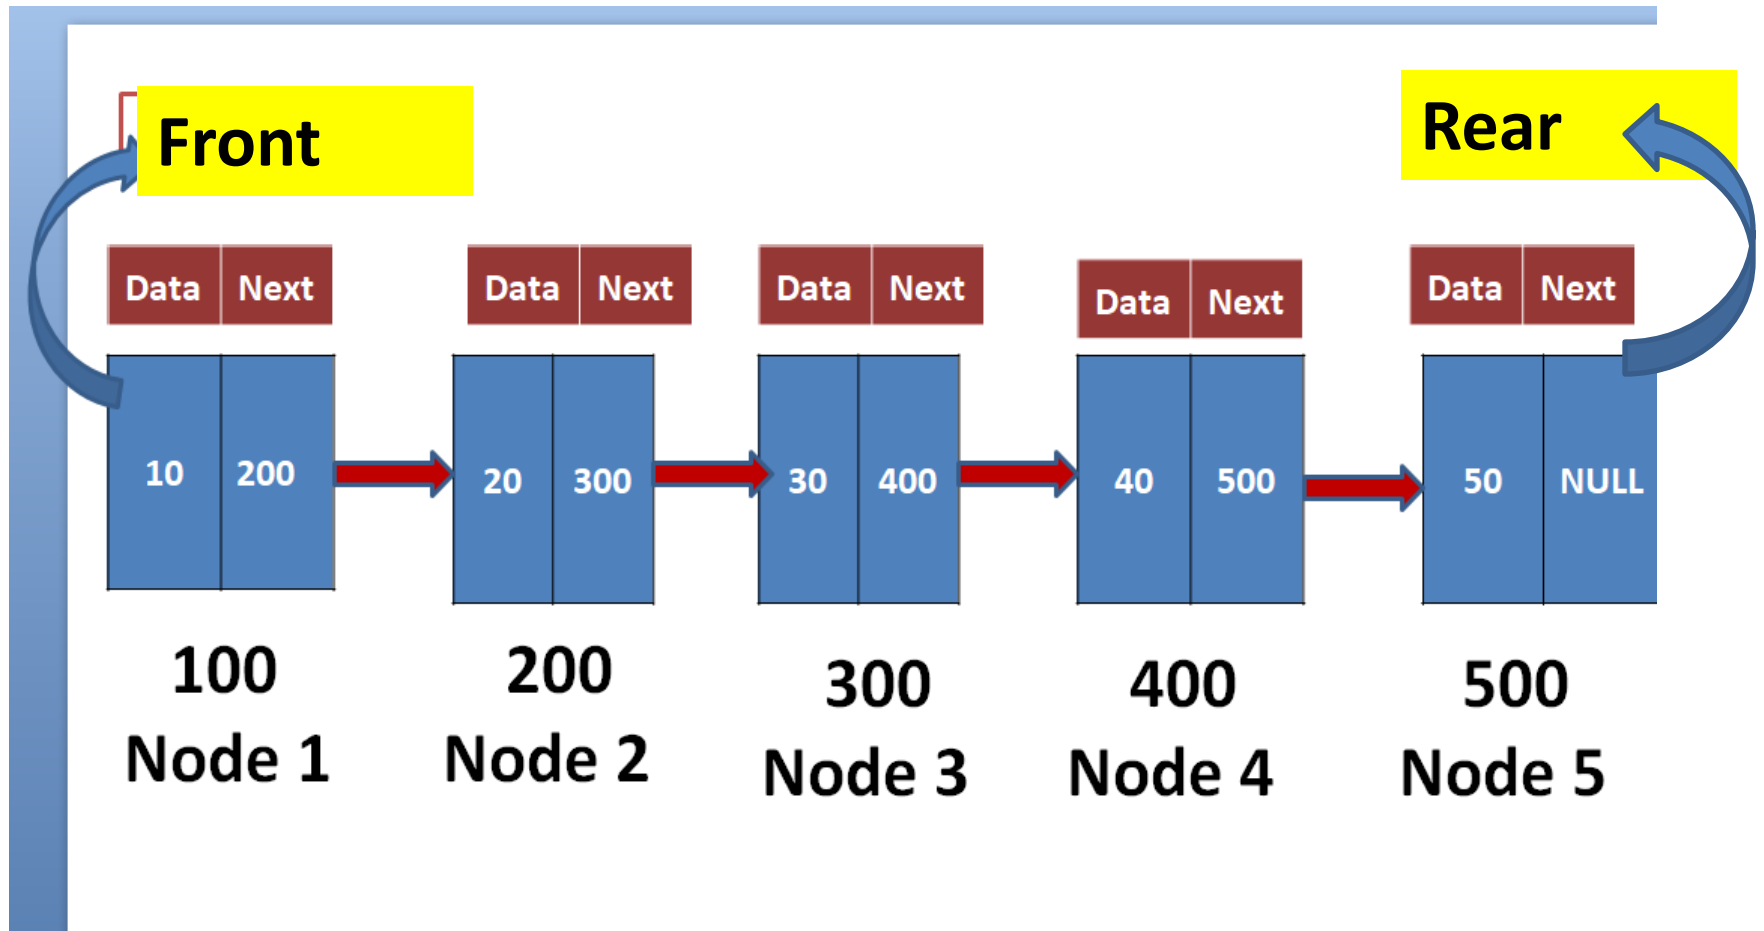 Front
Rear
Data Next
Data Next
Data Next
Data Next
Data Next
10 200
20 300
30 400
40 500
50 NULL
100
200
300
400
500
Node 1
Node 2
Node 3
Node 4
Node 5